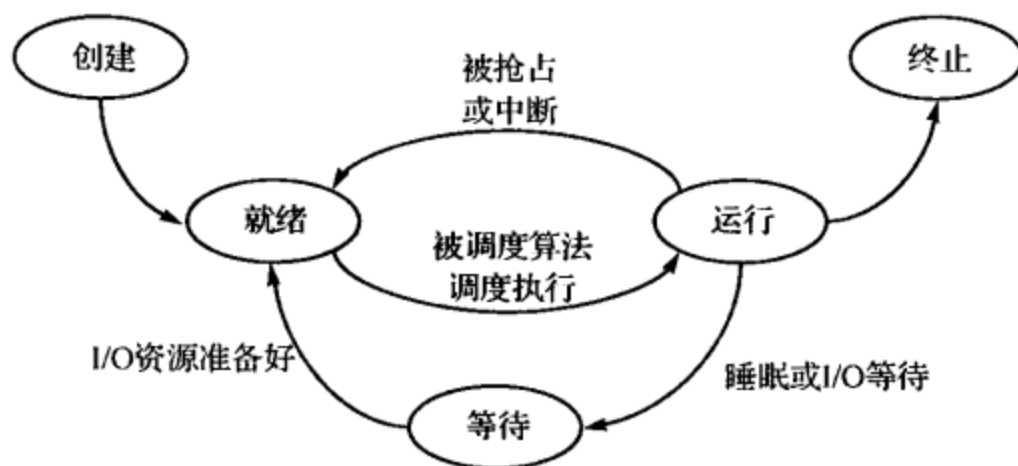 创建
终止
被抢占
或中断
就绪
运行
被调度算法
调度执行
I/O资源准备好
睡眠或I/O等待
等待